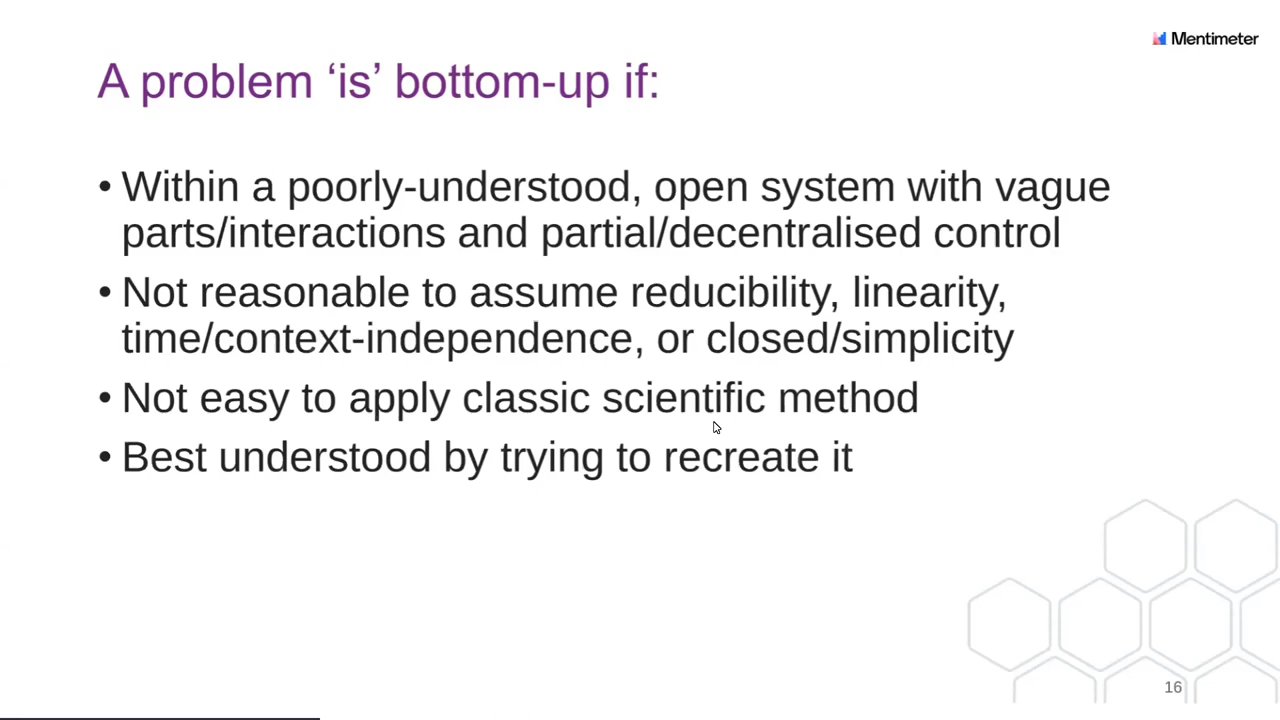 Mentimeter
A problem ‘is’ bottom-up if:
• Within a poorly-understood, open system with vague
parts/interactions and partial/decentralised control
• Not reasonable to assume reducibility, linearity,
time/context-independence, or closed/simplicity
• Not easy to apply classic scientific method
• Best understood by trying to recreate it
16